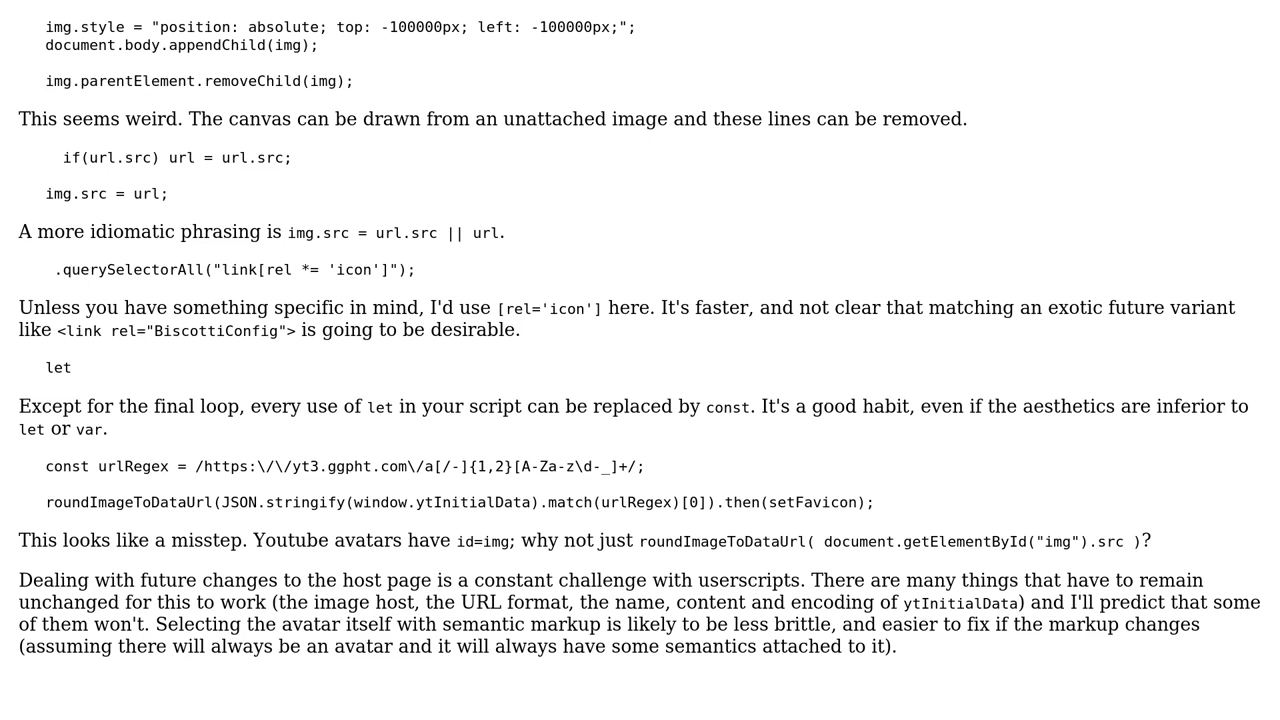 img.style = "position: absolute; top: -100000px; left: -100000px;";
document.body.appendChild(img);
img.parentElement.removeChild(img);
This seems weird. The canvas can be drawn from an unattached image and these lines can be removed.
if(url.src) url = url.src;
img.src = url;
A more idiomatic phrasing is img.src = url.src || url.
.querySelectorAll("link[rel *= 'icon']");
Unless you have something specific in mind, I'd use [rel='icon'] here. It's faster, and not clear that matching an exotic future variant
like <link rel="BiscottiConfig"> is going to be desirable.
let
Except for the final loop, every use of let in your script can be replaced by const. It's a good habit, even if the aesthetics are inferior to
let or var.
const urlRegex = /https:\/\/yt3.ggpht.com\/a[/-]{1,2}[A-Za-z\d-_]+/;
roundImageToDataUrl(JSON.stringify(window.ytInitialData).match(urlRegex)[0]).then(setFavicon);
This looks like a misstep. Youtube avatars have id=img; why not just roundImageToDataUrl( document.getElementById("img").src )?
Dealing with future changes to the host page is a constant challenge with userscripts. There are many things that have to remain
unchanged for this to work (the image host, the URL format, the name, content and encoding of ytInitialData) and I'll predict that some
of them won't. Selecting the avatar itself with semantic markup is likely to be less brittle, and easier to fix if the markup changes
(assuming there will always be an avatar and it will always have some semantics attached to it).